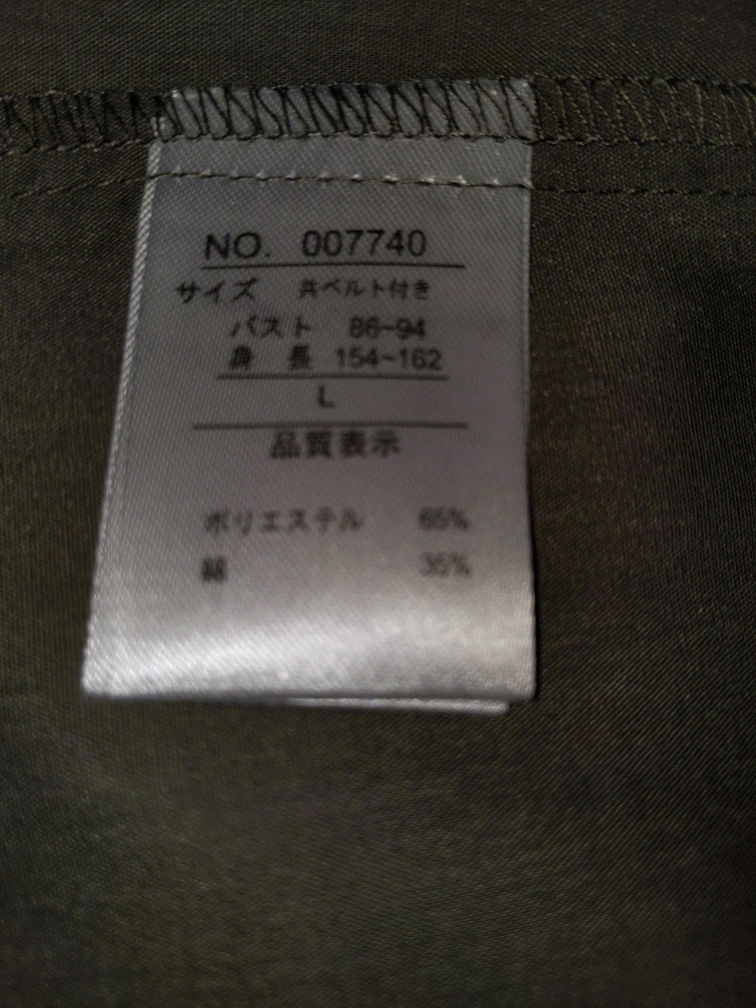 NO. 007740
サイズ 共ベルト付き
バスト 86~94
身長 154~162
L
品質表示
ポリエステル 65%
綿 35%